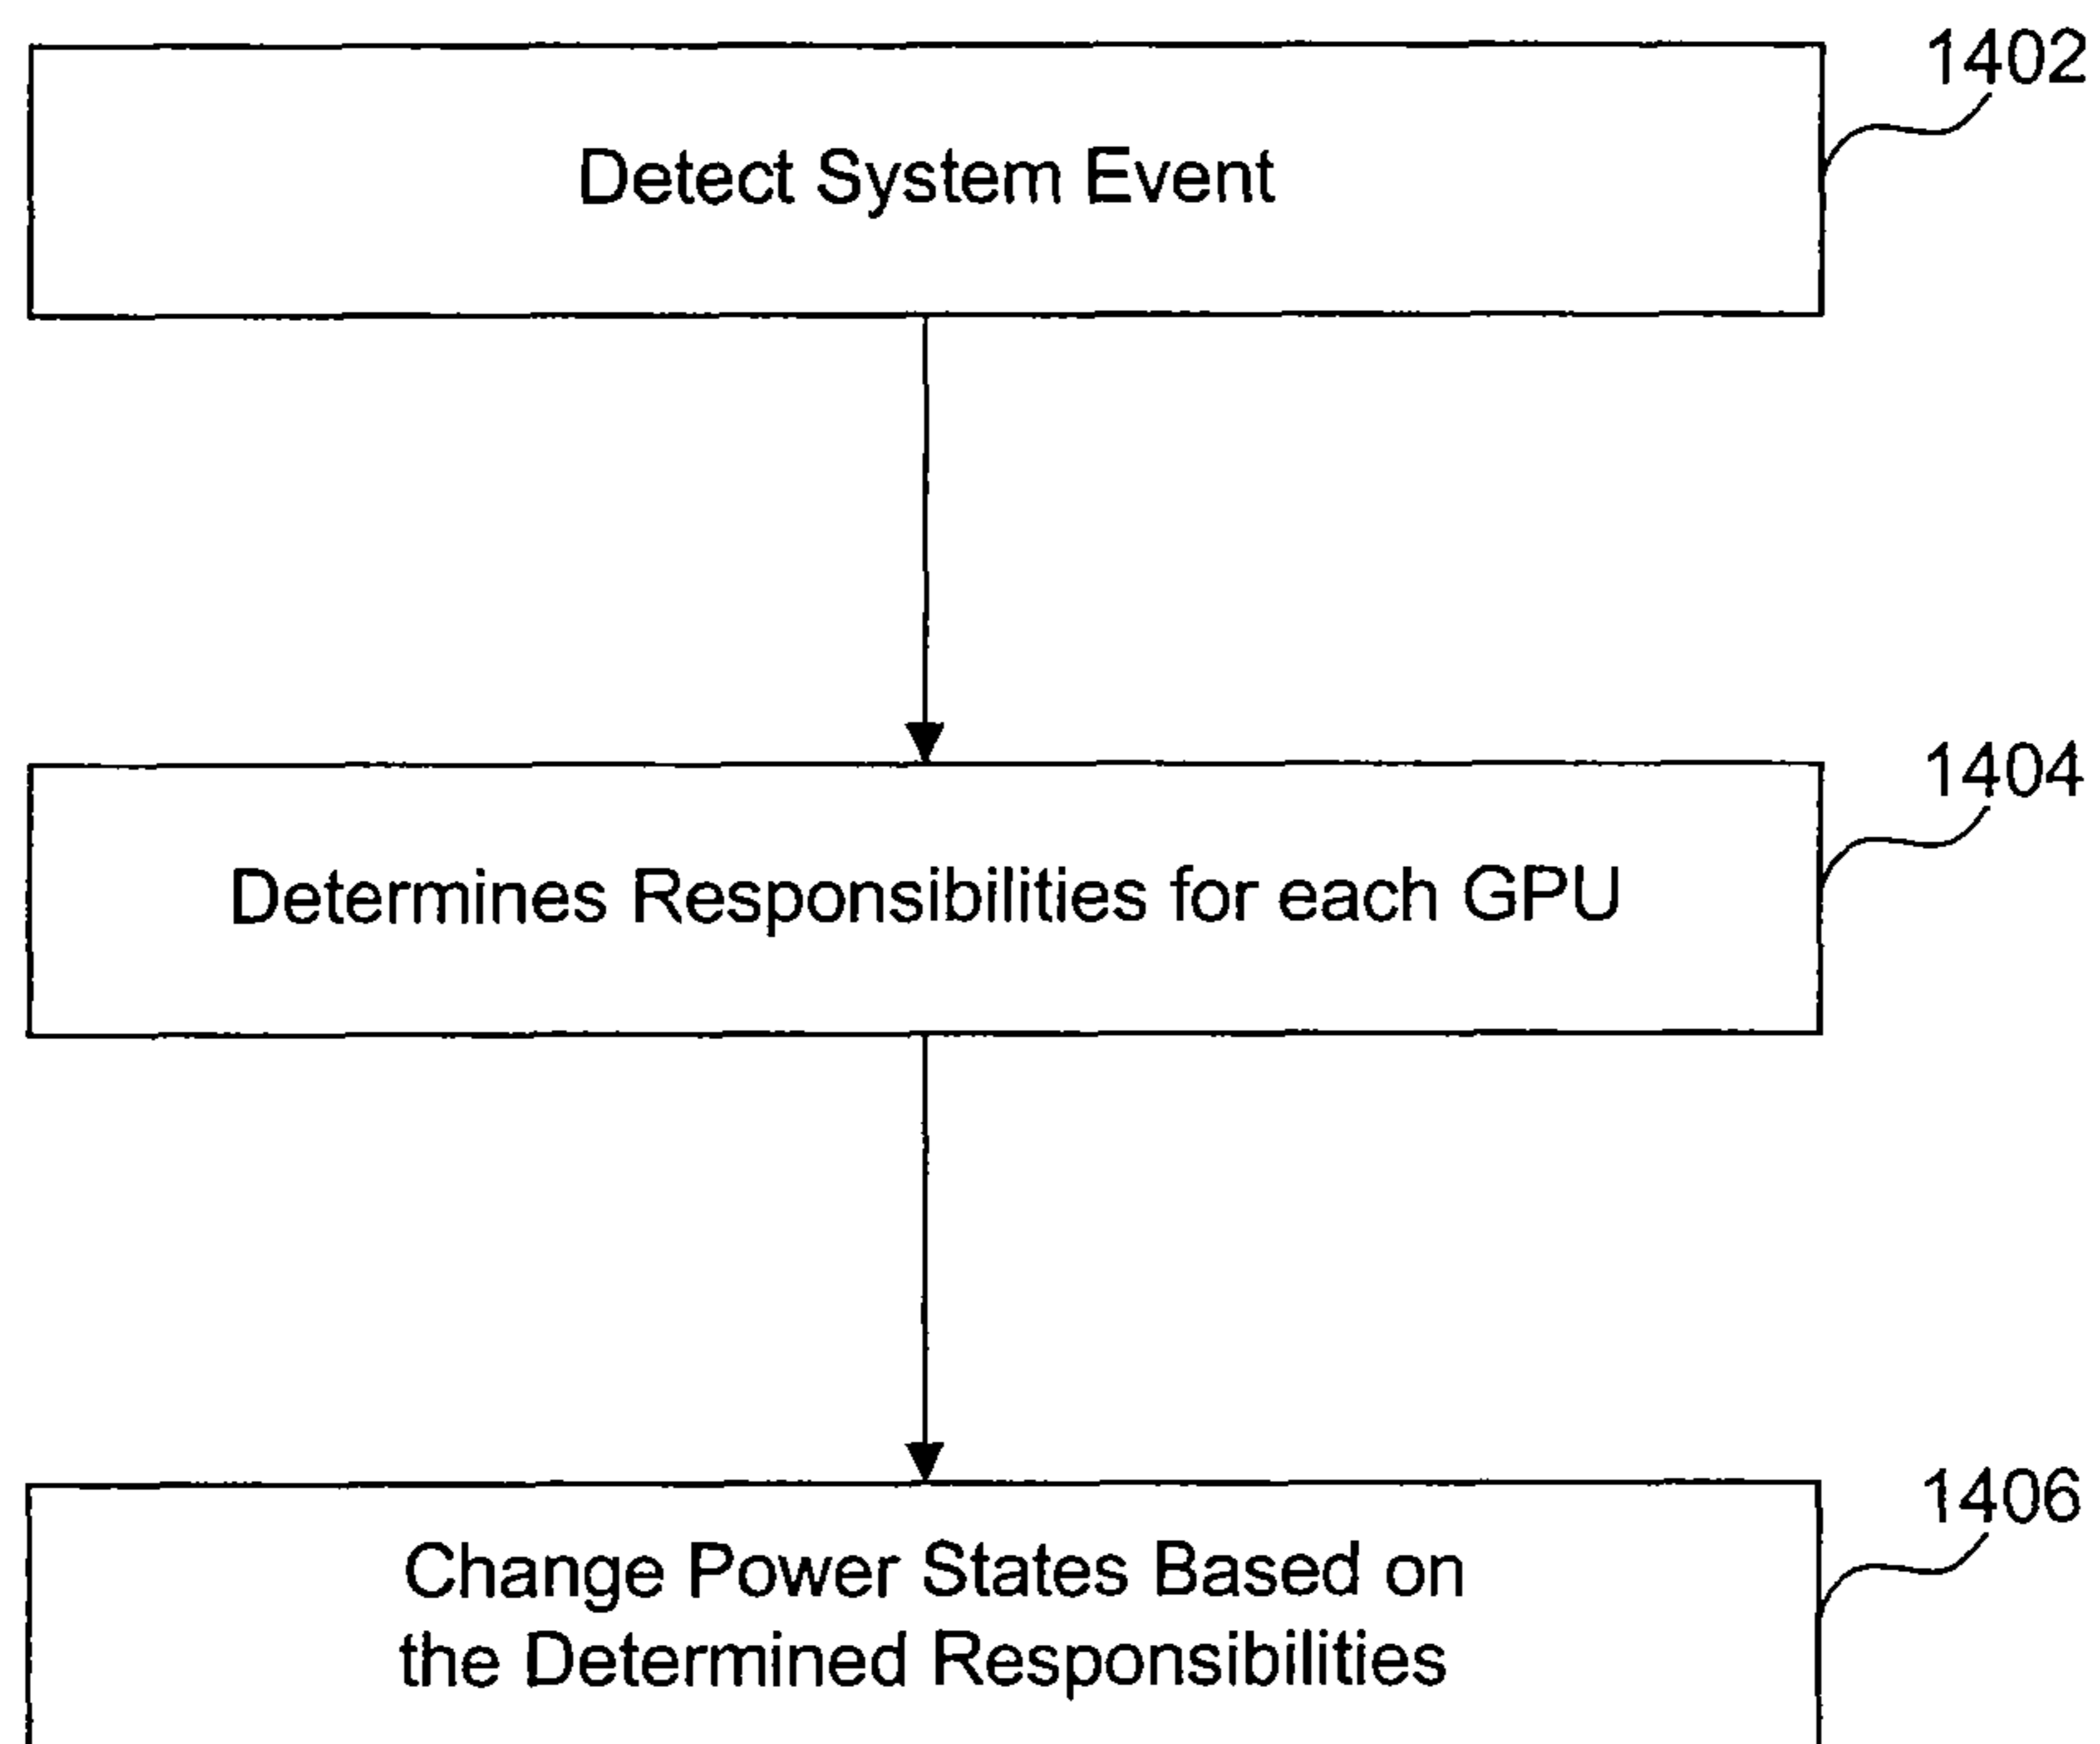 1402
Detect System Event
1404
Determines Responsibilities for each GPU
1406
Change Power States Based on
the Determined Responsibilities